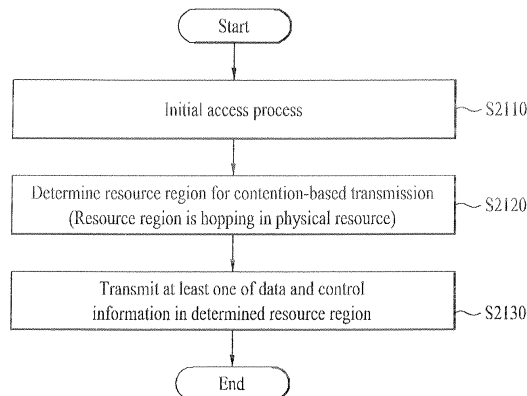 Start
Initial access process
S2110
Determine resource region for contention-based transmission
(Resource region is hopping in physical resource)
S2120
Transmit at least one of data and control
information in determined resource region
S2130
End